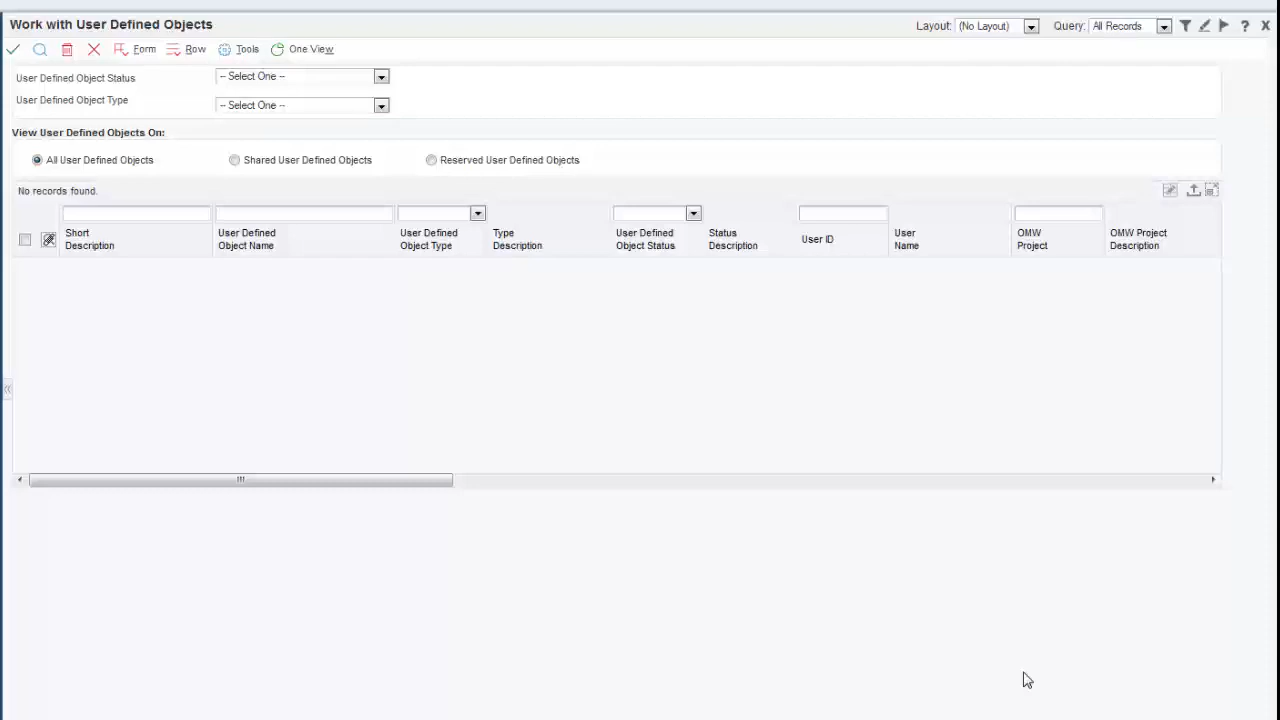 Work with User Defined Objects
Layout: (No Layout) Query: All Records ? X
Form Row Tools One View
User Defined Object Status -- Select One --
User Defined Object Type -- Select One --
View User Defined Objects On:
All User Defined Objects Shared User Defined Objects Reserved User Defined Objects
No records found.
Short User Defined User Defined Type User Defined Status User ID User OMW OMW Project
Description Object Name Object Type Description Object Status Description Name Project Description